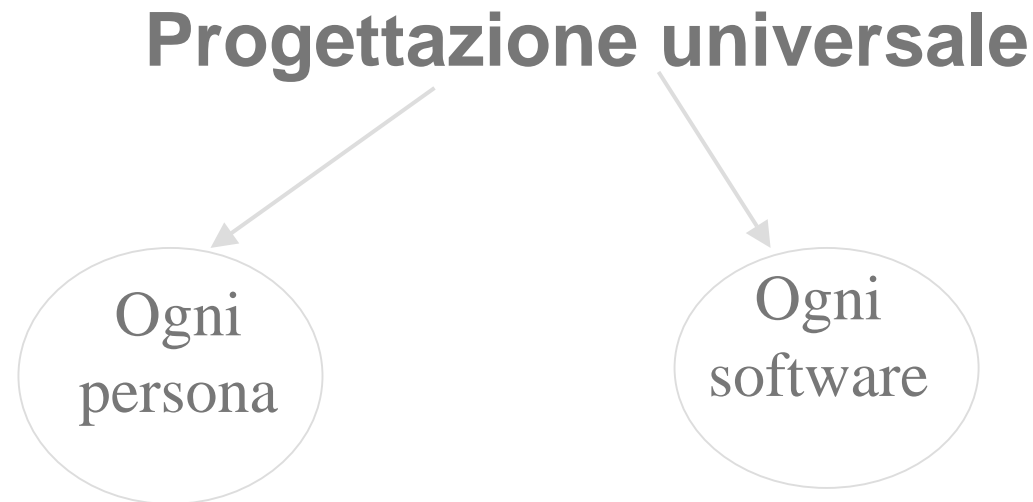 Progettazione universale
Ogni
persona
Ogni
software